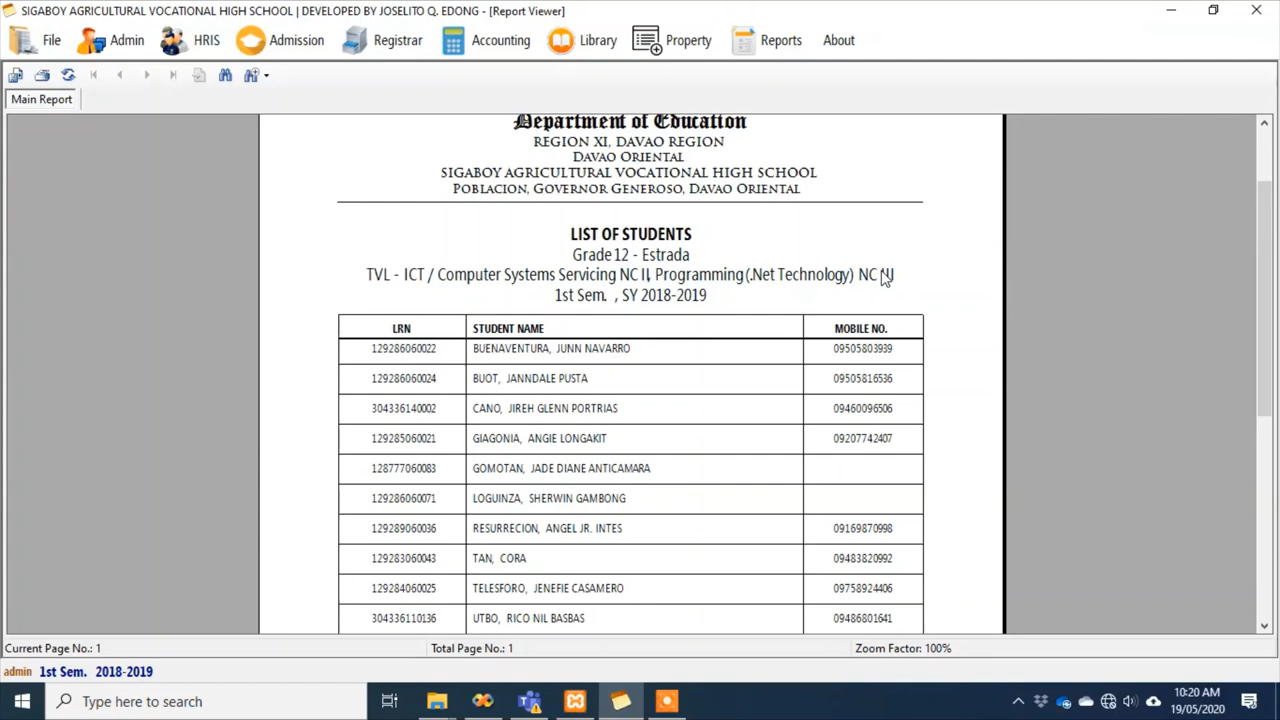 SIGABOY AGRICULTURAL VOCATIONAL HIGH SCHOOL | DEVELOPED BY JOSELITO Q. EDONG - [Report Viewer]
File Admin HRIS Admission Registrar Accounting Library Property Reports About
Main Report
Department of Education
REGION XI, DAVAO REGION
DAVAO ORIENTAL
SIGABOY AGRICULTURAL VOCATIONAL HIGH SCHOOL
POBLACION, GOVERNOR GENEROSO, DAVAO ORIENTAL
LIST OF STUDENTS
Grade 12 - Estrada
TVL - ICT / Computer Systems Servicing NC II, Programming (.Net Technology) NC
1st Sem. , SY 2018-2019
LRN STUDENT NAME MOBILE NO.
129286060022 BUENAVENTURA, JUNN NAVARRO 09505803939
129286060024 BUOT, JANNDALE PUSTA 09505816536
304336140002 CANO, JIREH GLENN PORTRIAS 09460096506
129285060021 GIAGONIA, ANGIE LONGAKIT 09207742407
128777060083 GOMOTAN, JADE DIANE ANTICAMARA
129286060071 LOGUINZA, SHERWIN GAMBONG
129289060036 RESURRECION, ANGEL JR. INTES 09169870998
129283060043 TAN, CORA 09483820992
129284060025 TELESFORO, JENEFIE CASAMERO 09758924406
304336110136 UTBO, RICO NIL BASBAS 09486801641
Current Page No.: 1 Total Page No.: 1 Zoom Factor: 100%
admin 1st Sem. 2018-2019
Type here to search
10:20 AM
19/05/2020